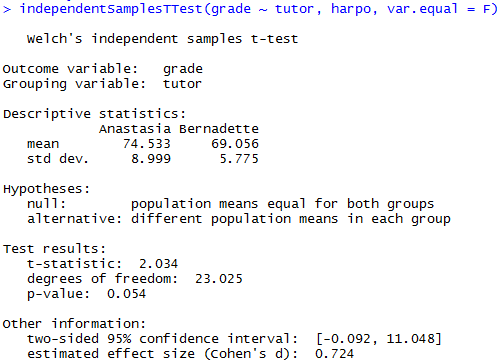 > independentSamplesTTest(grade ~ tutor, harpo, var.equal = F)
Welch's independent samples t-test
Outcome variable: grade
Grouping variable: tutor
Descriptive statistics:
Anastasia Bernadette
mean 74.533 69.056
std dev. 8.999 5.775
Hypotheses:
null: population means equal for both groups
alternative: different population means in each group
Test results:
t-statistic: 2.034
degrees of freedom: 23.025
p-value: 0.054
Other information:
two-sided 95% confidence interval: [-0.092, 11.048]
estimated effect size (Cohen's d): 0.724